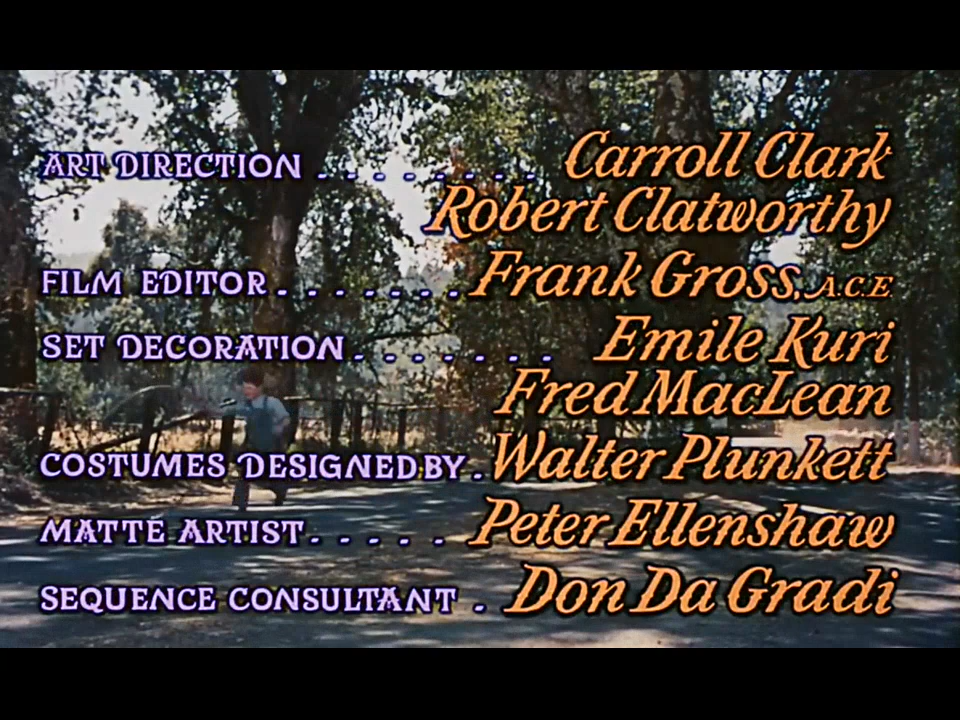 ART DIRECTION . . . . . . . . Carroll Clark
Robert Clatworthy
FILM EDITOR . . . . . . . Frank Gross, A.C.E
SET DECORATION . . . . . . . Emile Kuri
Fred MacLean
COSTUMES DESIGNED BY . Walter Plunkett
MATTE ARTIST . . . . . Peter Ellenshaw
SEQUENCE CONSULTANT . Don Da Gradi